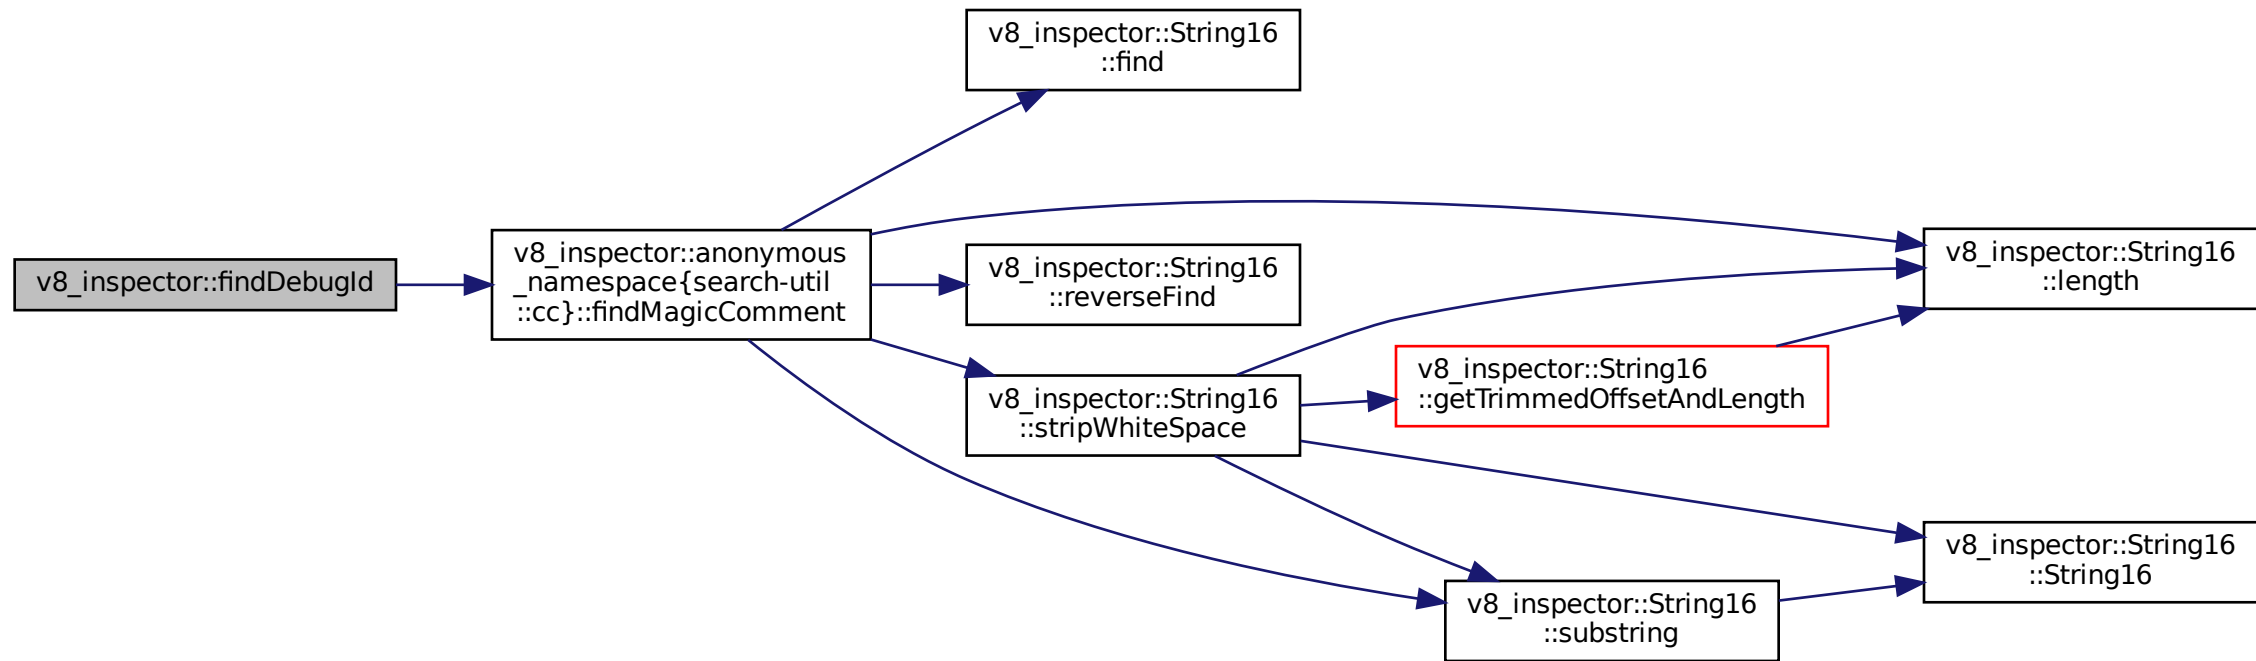 v8_inspector::findDebugId
v8_inspector::anonymous
_namespace{search-util
::cc}::findMagicComment
v8_inspector::String16
::find
v8_inspector::String16
::reverseFind
v8_inspector::String16
::stripWhiteSpace
v8_inspector::String16
::getTrimmedOffsetAndLength
v8_inspector::String16
::substring
v8_inspector::String16
::length
v8_inspector::String16
::String16